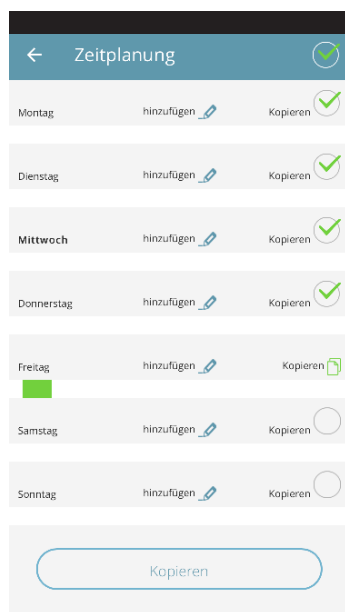 Zeitplanung
Montag hinzufügen Kopieren
Dienstag hinzufügen Kopieren
Mittwoch hinzufügen Kopieren
Donnerstag hinzufügen Kopieren
Freitag hinzufügen Kopieren
Samstag hinzufügen Kopieren
Sonntag hinzufügen Kopieren
Kopieren